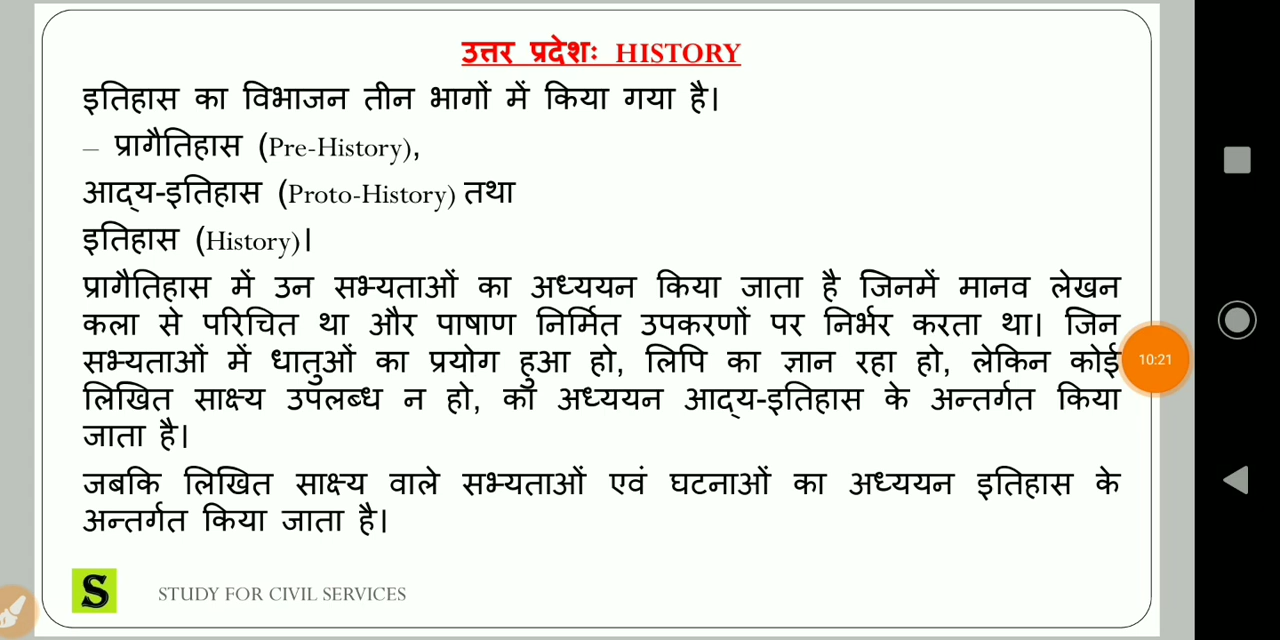 उत्तर प्रदेशः HISTORY
इतिहास का विभाजन तीन भागों में किया गया है।
– प्रागैतिहास (Pre-History),
आद्य-इतिहास (Proto-History) तथा
इतिहास (History)।
प्रागैतिहास में उन सभ्यताओं का अध्ययन किया जाता है जिनमें मानव लेखन
कला से परिचित था और पाषाण निर्मित उपकरणों पर निर्भर करता था। जिन
सभ्यताओं में धातुओं का प्रयोग हुआ हो, लिपि का ज्ञान रहा हो, लेकिन कोई
लिखित साक्ष्य उपलब्ध न हो, का अध्ययन आद्य-इतिहास के अन्तर्गत किया
जाता है।
जबकि लिखित साक्ष्य वाले सभ्यताओं एवं घटनाओं का अध्ययन इतिहास के
अन्तर्गत किया जाता है।
10:21
S STUDY FOR CIVIL SERVICES